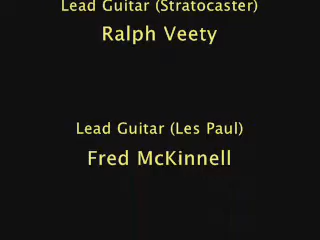 Lead Guitar (Stratocaster)
Ralph Veety
Lead Guitar (Les Paul)
Fred McKinnell